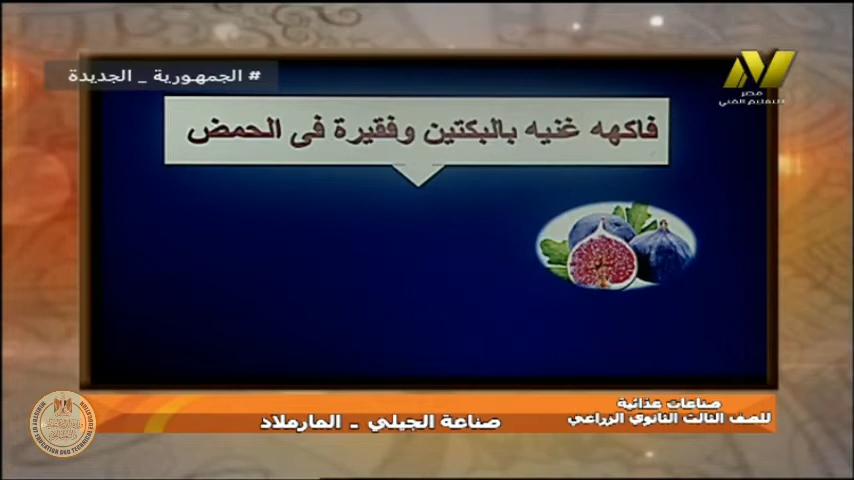 # الجمهورية _ الجديدة
مصر
التعليم الفني
فاكهه غنيه بالبكتين وفقيرة فى الحمض
صناعات غذائية
للصف الثالث الثانوي الزراعي
صناعة الجيلي - المارملاد